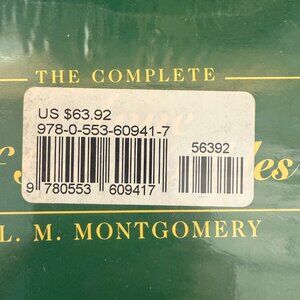 THE COMPLETE
US $63.92
978-0-553-60941-7
56392
9 780553 609417
L. M. MONTGOMERY